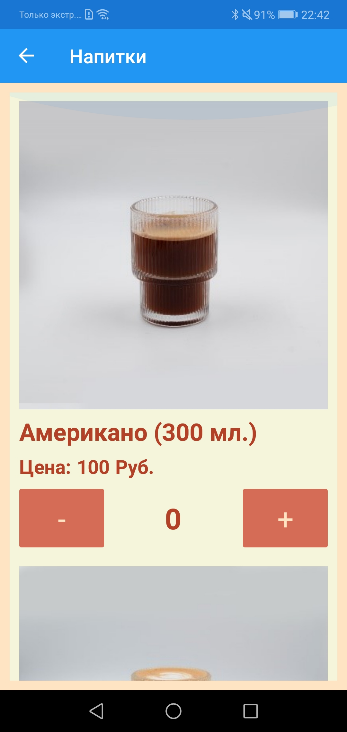 Только экстр... 91% 22:42
Напитки
Американо (300 мл.)
Цена: 100 Руб.
- 0 +